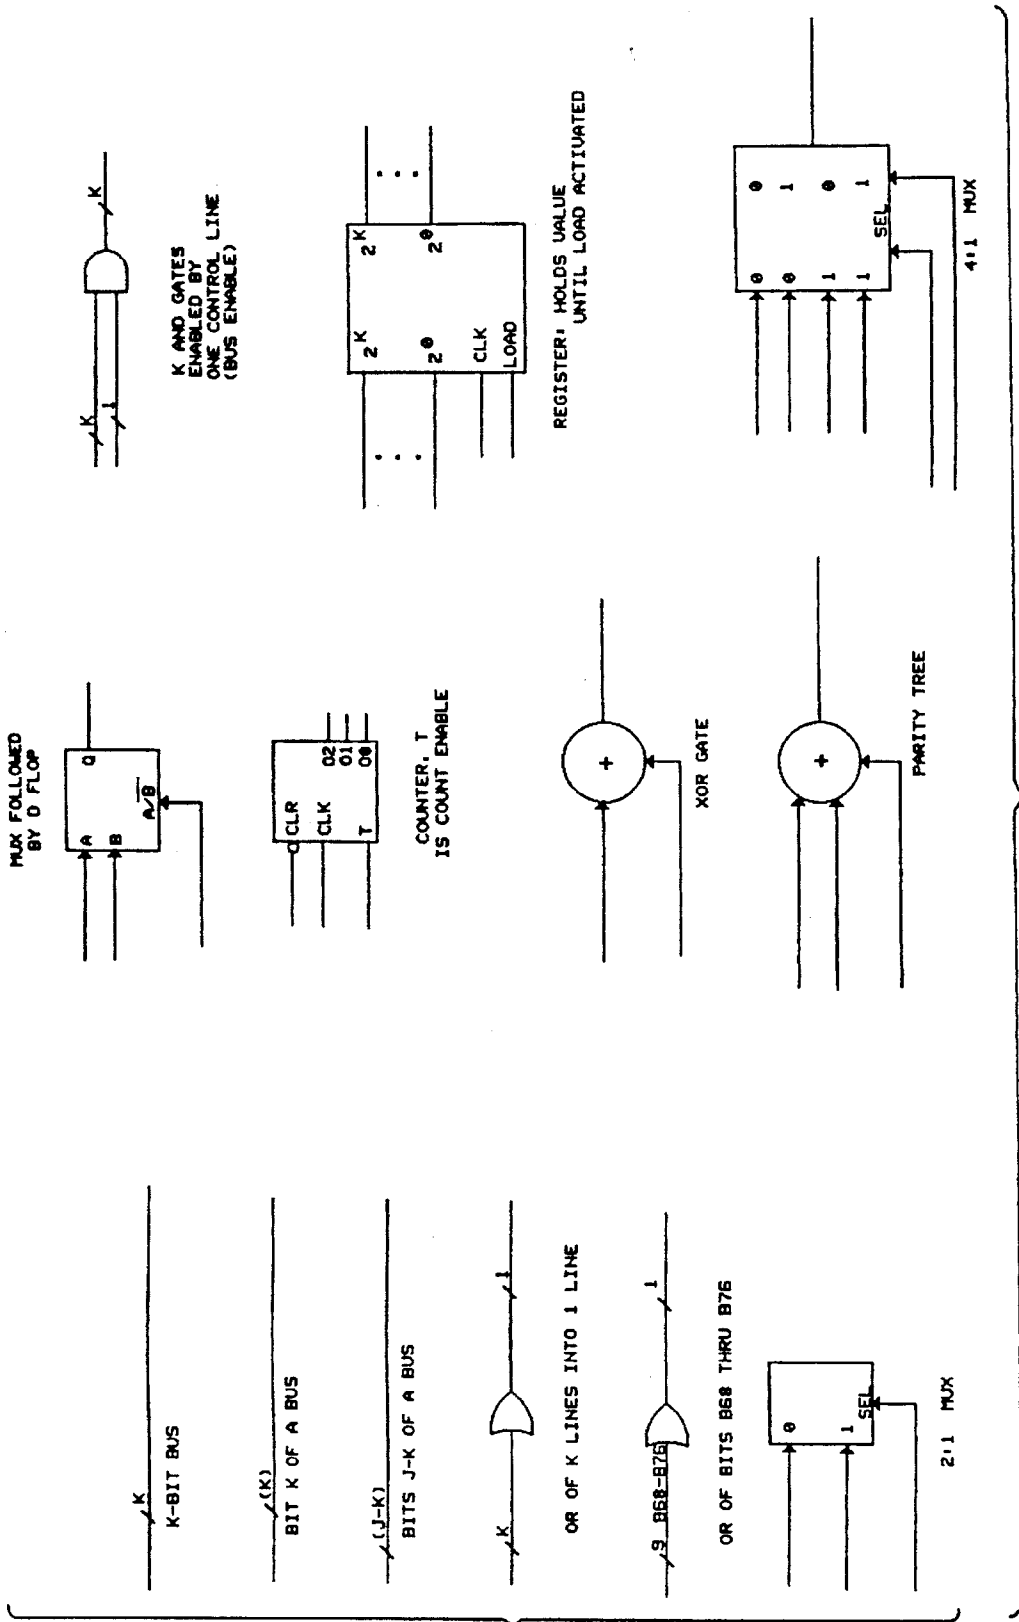 K
K-BIT BUS
(K)
BIT K OF A BUS
(J-K)
BITS J-K OF A BUS
K
1
OR OF K LINES INTO 1 LINE
9 B68-B76
1
OR OF BITS B68 THRU B76
0
1
SEL
2:1 MUX
MUX FOLLOWED
BY D FLOP
A
Q
B
A/B
CLR
CLK
T
O2
O1
O0
COUNTER. T
IS COUNT ENABLE
+
XOR GATE
+
PARITY TREE
K
1
K
K AND GATES
ENABLED BY
ONE CONTROL LINE
(BUS ENABLE)
2K 2K
20 20
CLK
LOAD
REGISTER: HOLDS VALUE
UNTIL LOAD ACTIVATED
0 0
0 1
1 0
1 1
SEL
4:1 MUX